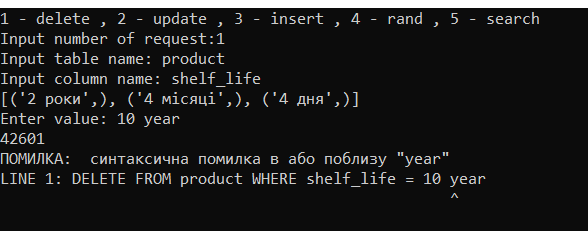 1 - delete , 2 - update , 3 - insert , 4 - rand , 5 - search
Input number of request:1
Input table name: product
Input column name: shelf_life
[('2 роки',), ('4 місяці',), ('4 дня',)]
Enter value: 10 year
42601
ПОМИЛКА:  синтаксична помилка в або поблизу "year"
LINE 1: DELETE FROM product WHERE shelf_life = 10 year
^